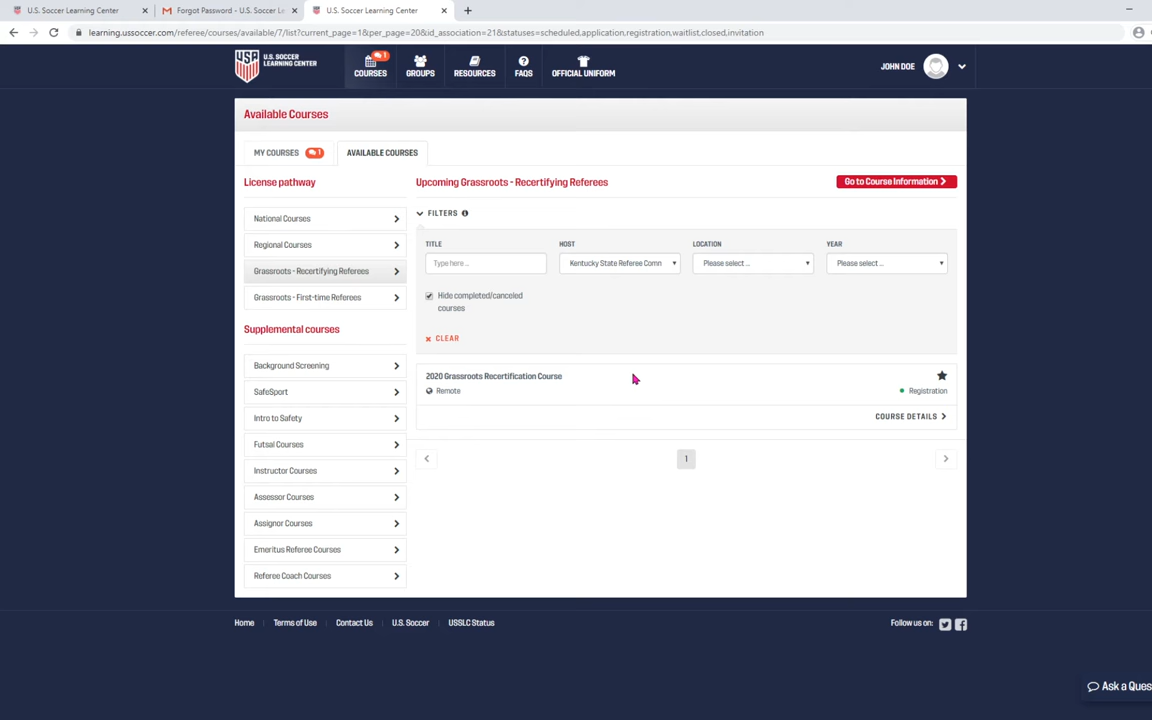 U.S. Soccer Learning Center
Forgot Password - U.S. Soccer Le
U.S. Soccer Learning Center
learning.ussoccer.com/referee/courses/available/7/list?current_page=1&per_page=20&id_association=21&statuses=scheduled,application,registration,waitlist,closed,invitation
U.S. SOCCER
LEARNING CENTER
1
COURSES
GROUPS
RESOURCES
FAQS
OFFICIAL UNIFORM
JOHN DOE
Available Courses
MY COURSES 1
AVAILABLE COURSES
License pathway
National Courses
Regional Courses
Grassroots - Recertifying Referees
Grassroots - First-time Referees
Supplemental courses
Background Screening
SafeSport
Intro to Safety
Futsal Courses
Instructor Courses
Assessor Courses
Assignor Courses
Emeritus Referee Courses
Referee Coach Courses
Upcoming Grassroots - Recertifying Referees
Go to Course Information
FILTERS
TITLE
Type here ...
HOST
Kentucky State Referee Comn
LOCATION
Please select ...
YEAR
Please select ...
Hide completed/canceled
courses
CLEAR
2020 Grassroots Recertification Course
Remote
Registration
COURSE DETAILS
1
Home
Terms of Use
Contact Us
U.S. Soccer
USSLC Status
Follow us on:
Ask a Ques